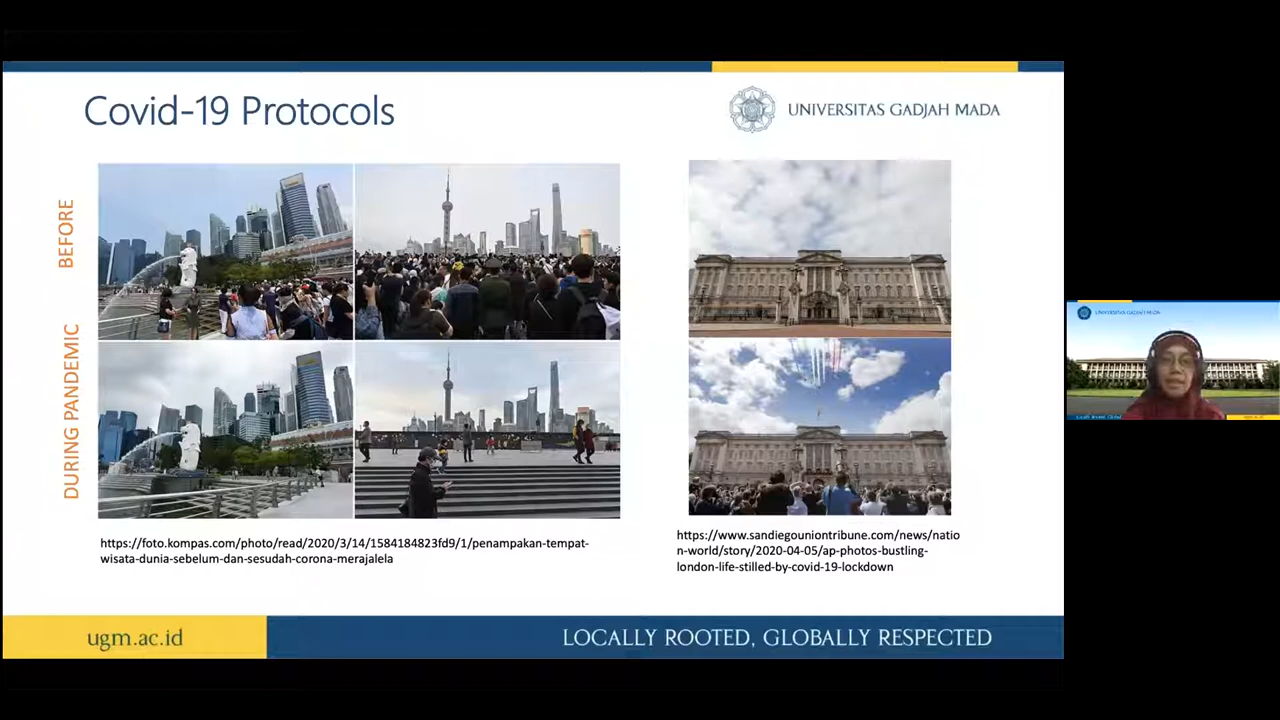 Covid-19 Protocols
UNIVERSITAS GADJAH MADA
BEFORE
DURING PANDEMIC
https://foto.kompas.com/photo/read/2020/3/14/1584184823fd9/1/penampakan-tempat-
wisata-dunia-sebelum-dan-sesudah-corona-merajalela
https://www.sandiegouniontribune.com/news/natio
n-world/story/2020-04-05/ap-photos-bustling-
london-life-stilled-by-covid-19-lockdown
ugm.ac.id
LOCALLY ROOTED, GLOBALLY RESPECTED
UNIVERSITAS GADJAH MADA